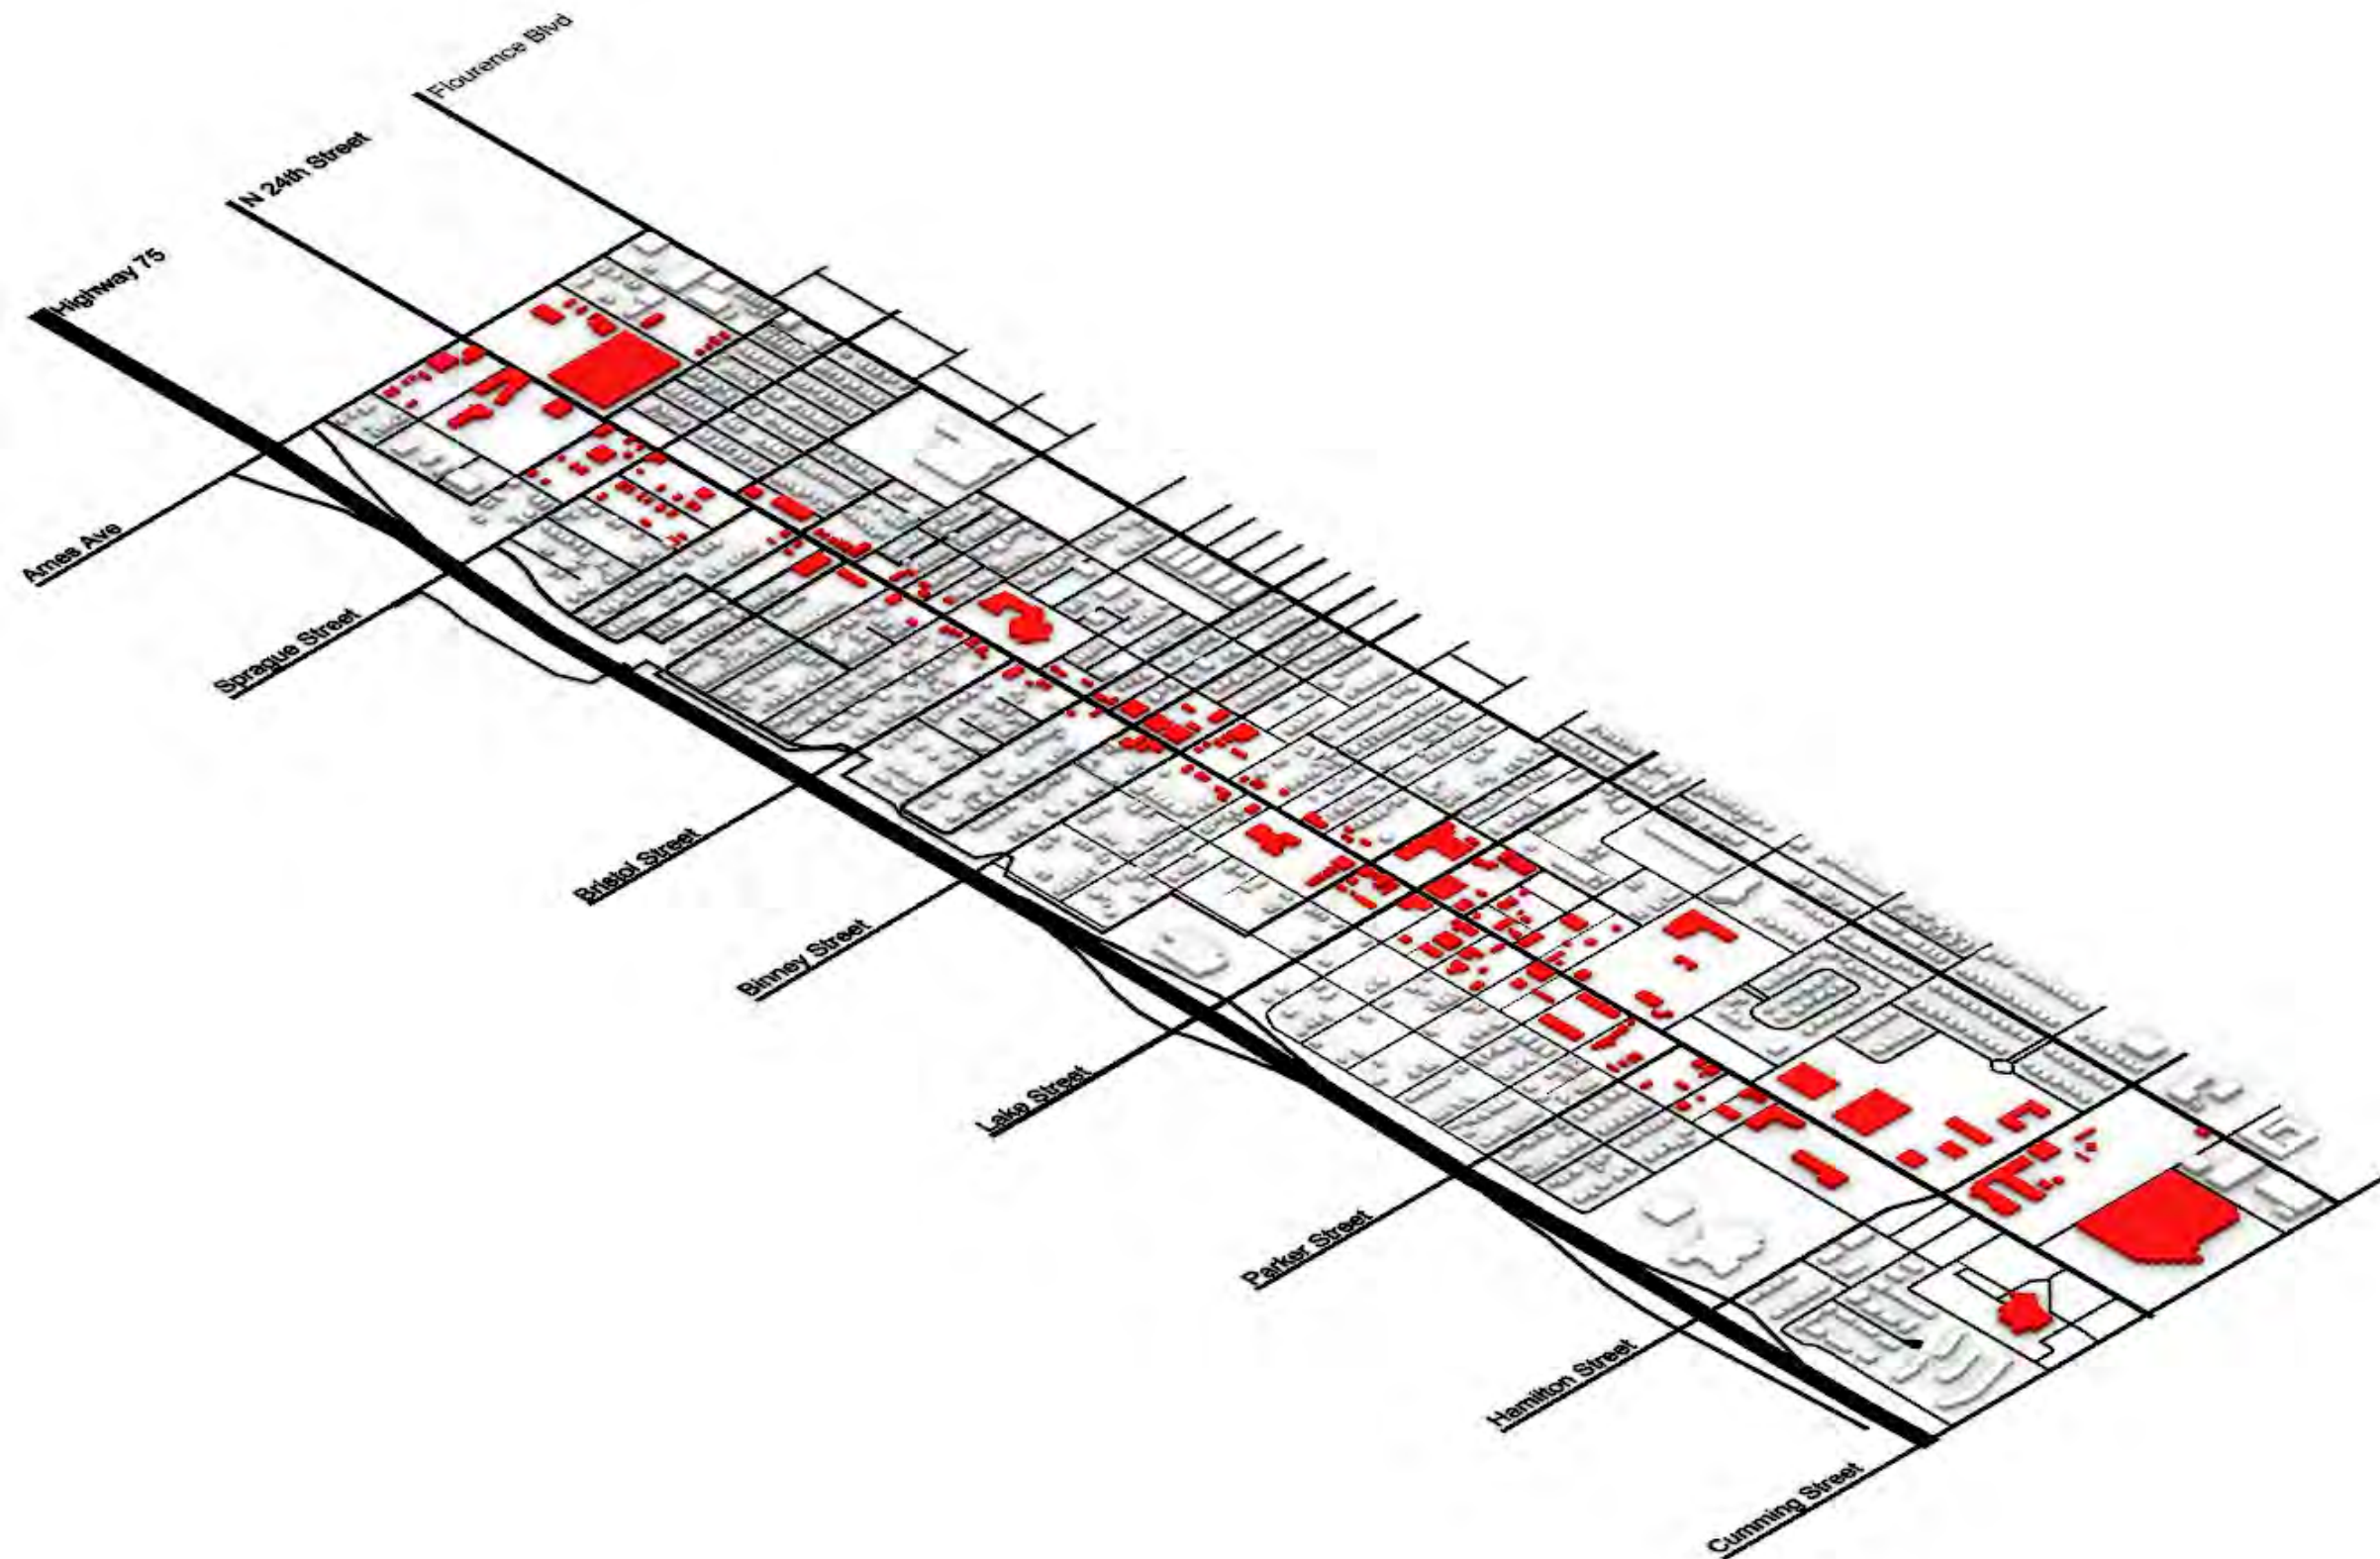 Flourence Blvd
N 24th Street
Highway 75
Ames Ave
Sprague Street
Bristol Street
Binney Street
Lake Street
Parker Street
Hamilton Street
Cumming Street